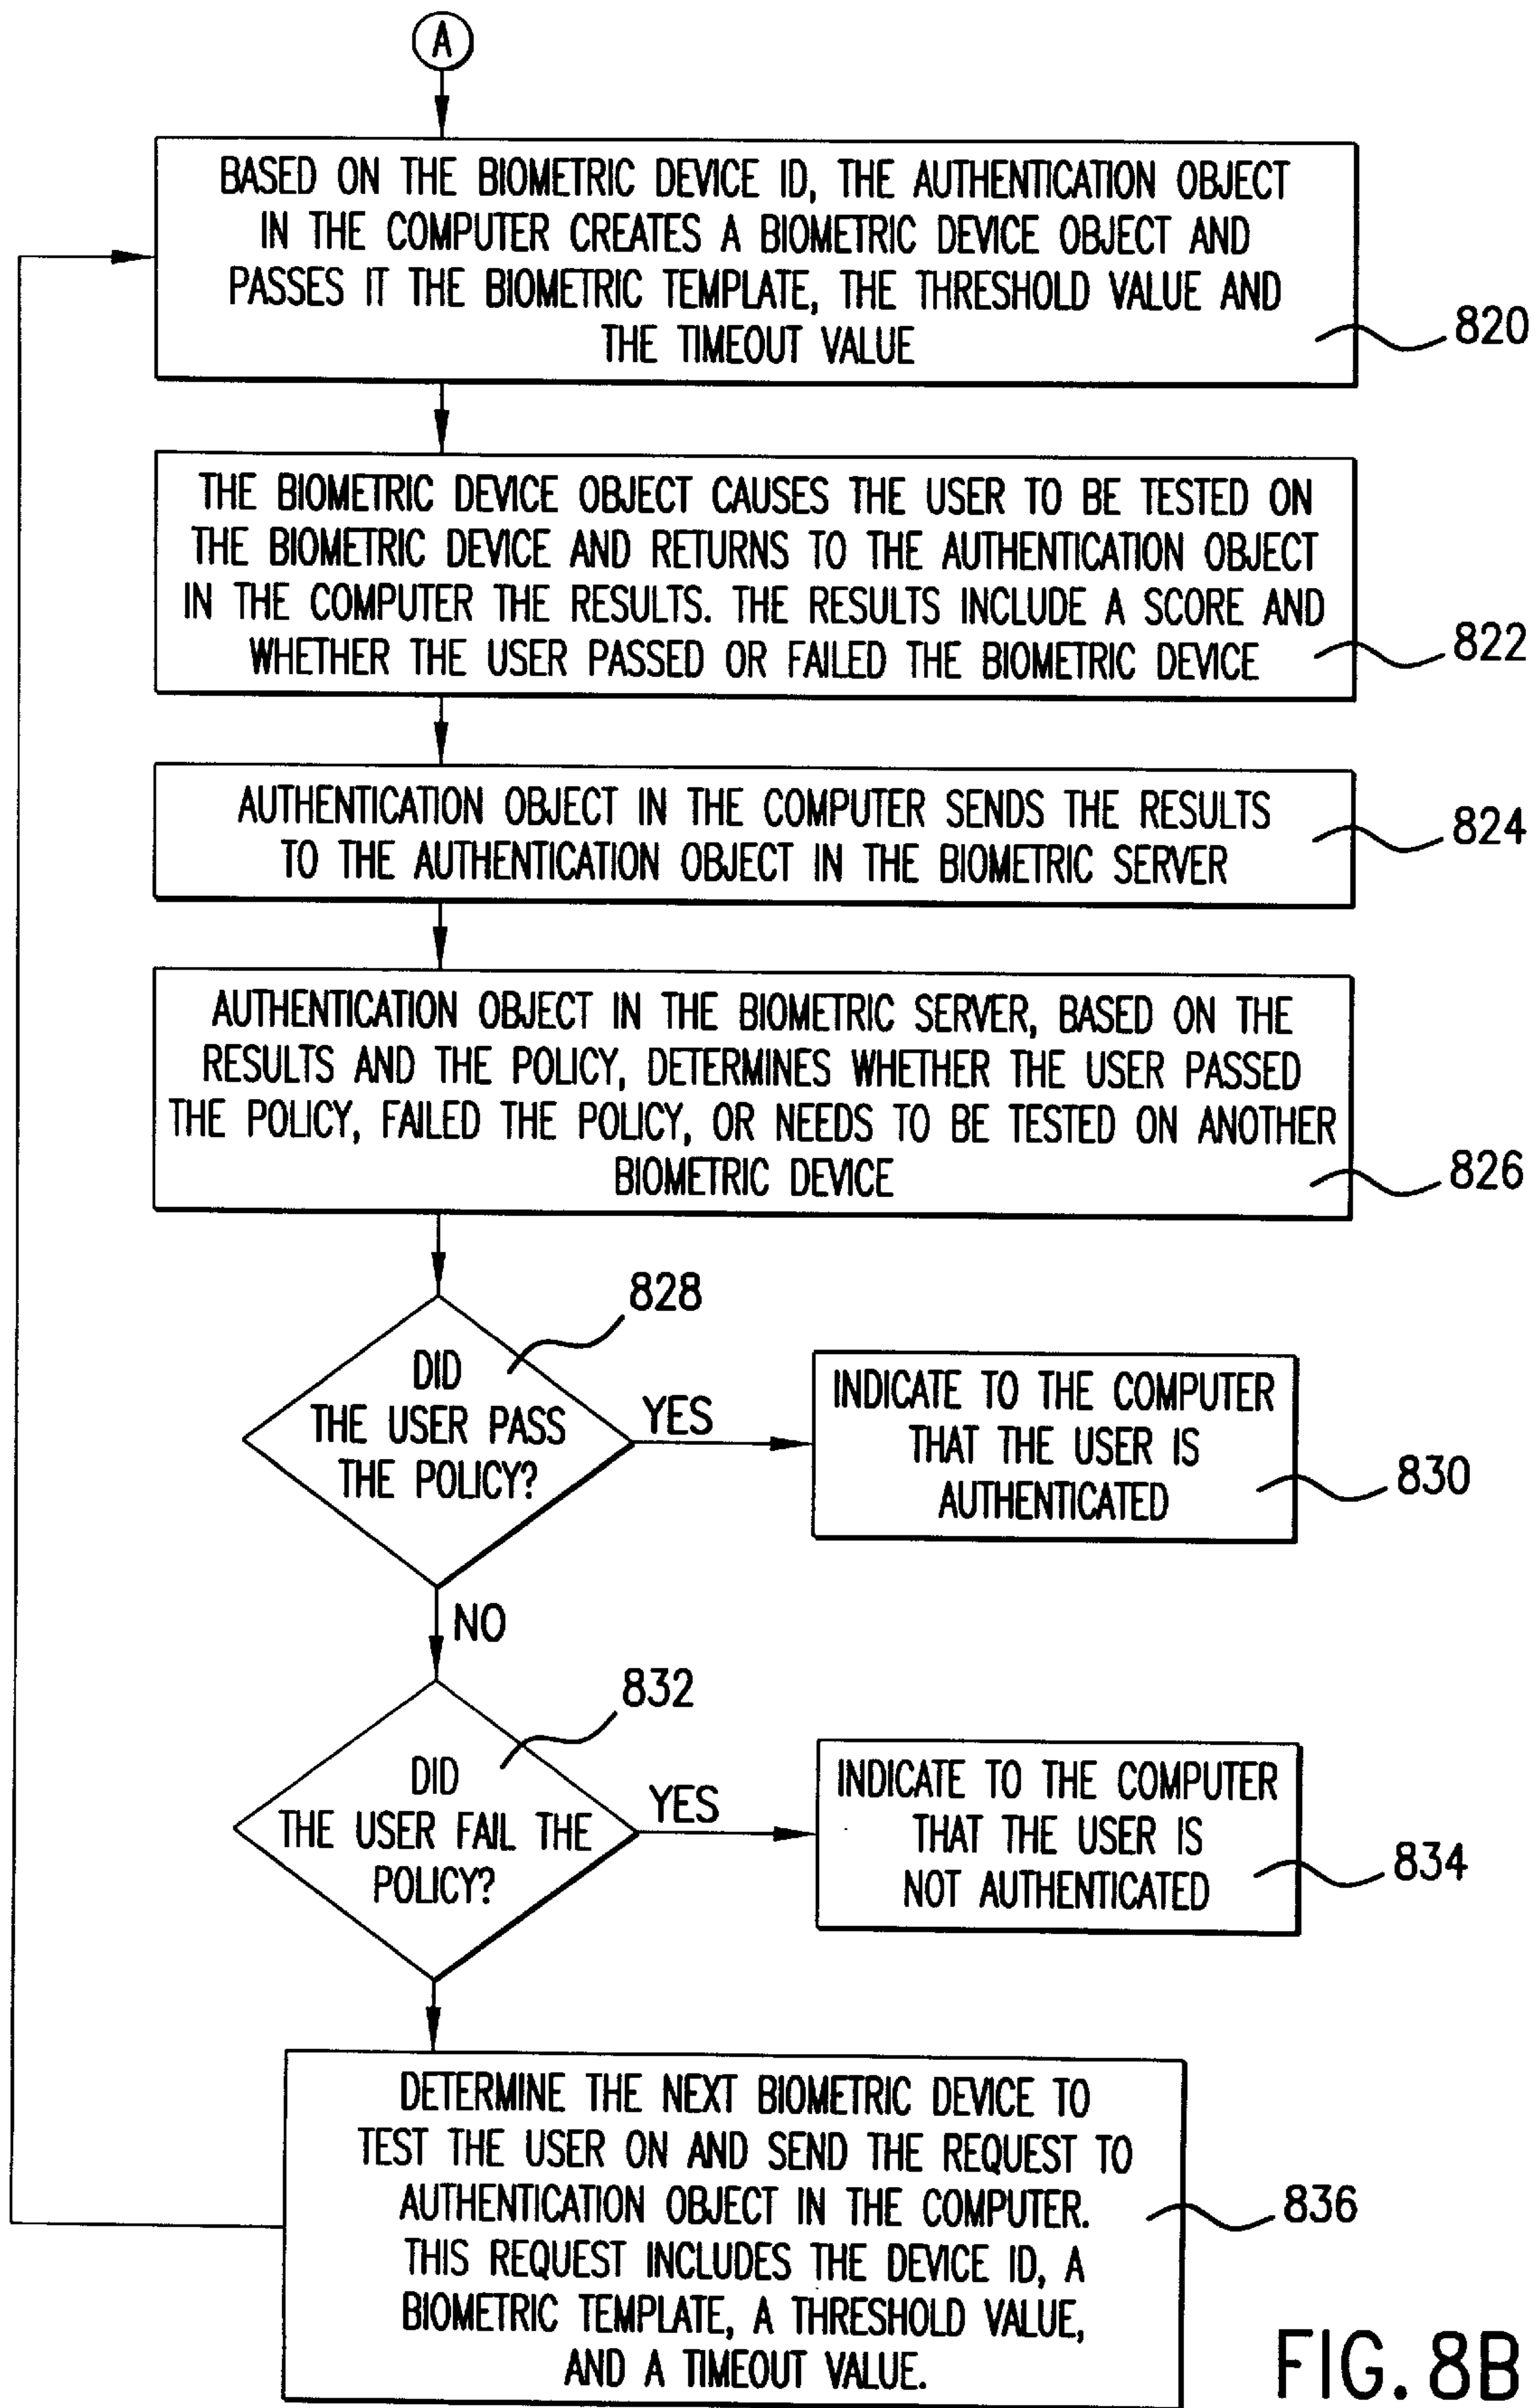 A
BASED ON THE BIOMETRIC DEVICE ID, THE AUTHENTICATION OBJECT
IN THE COMPUTER CREATES A BIOMETRIC DEVICE OBJECT AND
PASSES IT THE BIOMETRIC TEMPLATE, THE THRESHOLD VALUE AND
THE TIMEOUT VALUE
820
THE BIOMETRIC DEVICE OBJECT CAUSES THE USER TO BE TESTED ON
THE BIOMETRIC DEVICE AND RETURNS TO THE AUTHENTICATION OBJECT
IN THE COMPUTER THE RESULTS. THE RESULTS INCLUDE A SCORE AND
WHETHER THE USER PASSED OR FAILED THE BIOMETRIC DEVICE
822
AUTHENTICATION OBJECT IN THE COMPUTER SENDS THE RESULTS
TO THE AUTHENTICATION OBJECT IN THE BIOMETRIC SERVER
824
AUTHENTICATION OBJECT IN THE BIOMETRIC SERVER, BASED ON THE
RESULTS AND THE POLICY, DETERMINES WHETHER THE USER PASSED
THE POLICY, FAILED THE POLICY, OR NEEDS TO BE TESTED ON ANOTHER
BIOMETRIC DEVICE
826
828
DID
THE USER PASS
THE POLICY?
YES
INDICATE TO THE COMPUTER
THAT THE USER IS
AUTHENTICATED
830
NO
832
DID
THE USER FAIL THE
POLICY?
YES
INDICATE TO THE COMPUTER
THAT THE USER IS
NOT AUTHENTICATED
834
DETERMINE THE NEXT BIOMETRIC DEVICE TO
TEST THE USER ON AND SEND THE REQUEST TO
AUTHENTICATION OBJECT IN THE COMPUTER.
THIS REQUEST INCLUDES THE DEVICE ID, A
BIOMETRIC TEMPLATE, A THRESHOLD VALUE,
AND A TIMEOUT VALUE.
836
FIG. 8B